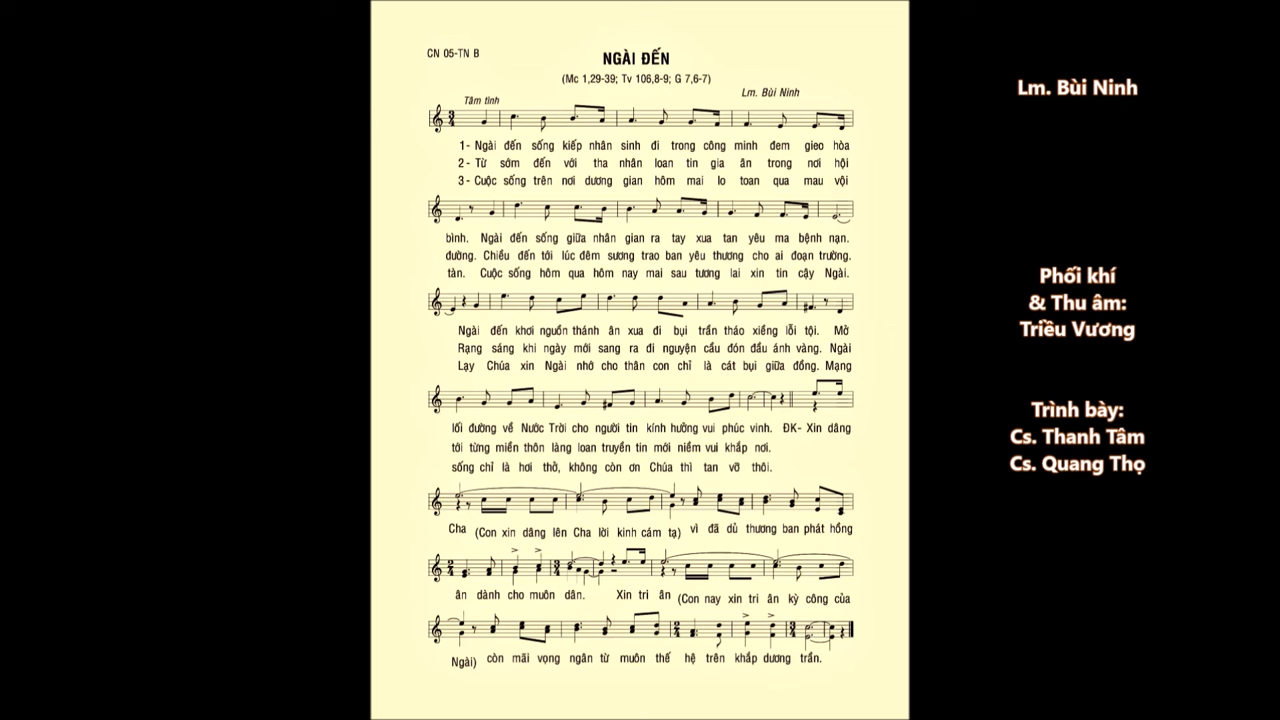 CN 05-TN B
NGÀI ĐẾN
(Mc 1,29-39; Tv 106,8-9; G 7,6-7)
Tâm tình
Lm. Bùi Ninh
1- Ngài đến sống kiếp nhân sinh đi trong công minh đem gieo hòa
2- Từ sớm đến với tha nhân loan tin gia ân trong nơi hội
3- Cuộc sống trên nơi dương gian hôm mai lo toan qua mau vội
bình. Ngài đến sống giữa nhân gian ra tay xua tan yêu ma bệnh nạn.
đường. Chiều đến tới lúc đêm sương trao ban yêu thương cho ai đoạn trường.
tàn. Cuộc sống hôm qua hôm nay mai sau tương lai xin tin cậy Ngài.
Ngài đến khơi nguồn thánh ân xua đi bụi trần tháo xiềng lỗi tội. Mở
Rạng sáng khi ngày mới sang ra đi nguyện cầu đón đầu ánh vàng. Ngài
Lạy Chúa xin Ngài nhớ cho thân con chỉ là cát bụi giữa đồng. Mạng
lối đường về Nước Trời cho người tin kính hưởng vui phúc vinh. ĐK- Xin dâng
tới từng miền thôn làng loan truyền tin mới niềm vui khắp nơi.
sống chỉ là hơi thở, không còn ơn Chúa thì tan vỡ thôi.
Cha (Con xin dâng lên Cha lời kinh cám tạ) vì đã dủ thương ban phát hồng
ân dành cho muôn dân. Xin tri ân (Con nay xin tri ân kỳ công của
Ngài) còn mãi vọng ngân từ muôn thế hệ trên khắp dương trần.
Lm. Bùi Ninh
Phối khí
& Thu âm:
Triều Vương
Trình bày:
Cs. Thanh Tâm
Cs. Quang Thọ